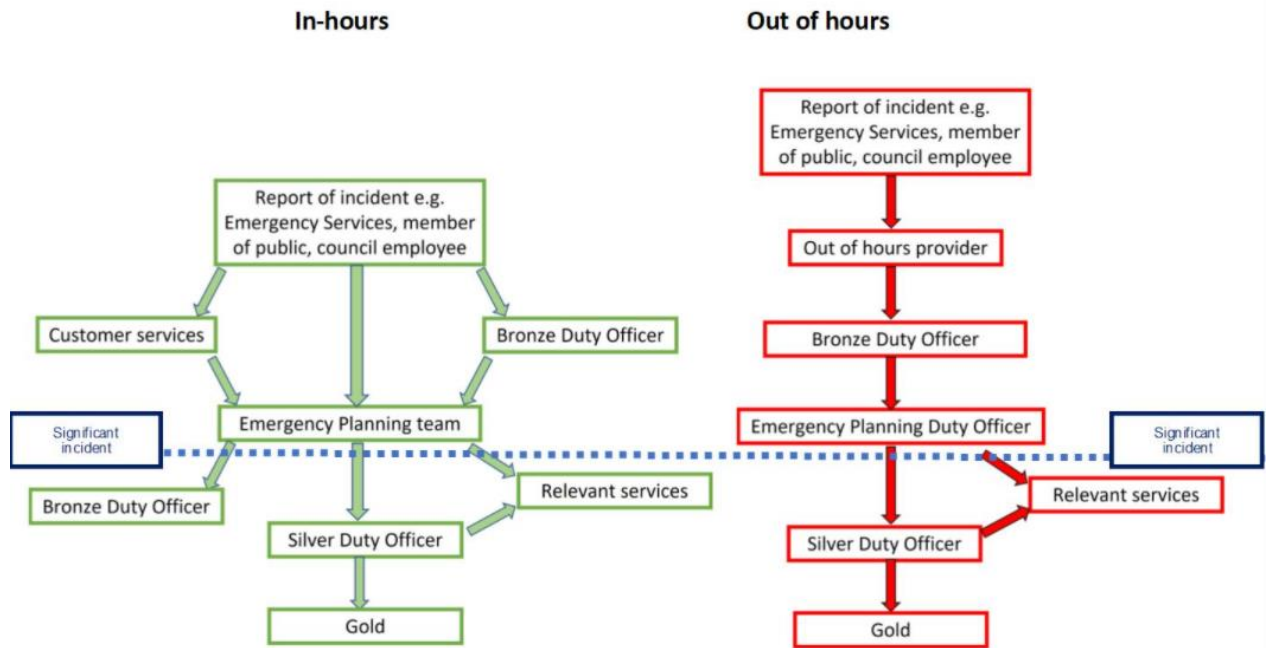 In-hours
Out of hours
Report of incident e.g.
Emergency Services, member
of public, council employee
Customer services
Bronze Duty Officer
Emergency Planning team
Significant
incident
Bronze Duty Officer
Relevant services
Silver Duty Officer
Gold
Report of incident e.g.
Emergency Services, member
of public, council employee
Out of hours provider
Bronze Duty Officer
Emergency Planning Duty Officer
Significant
incident
Relevant services
Silver Duty Officer
Gold